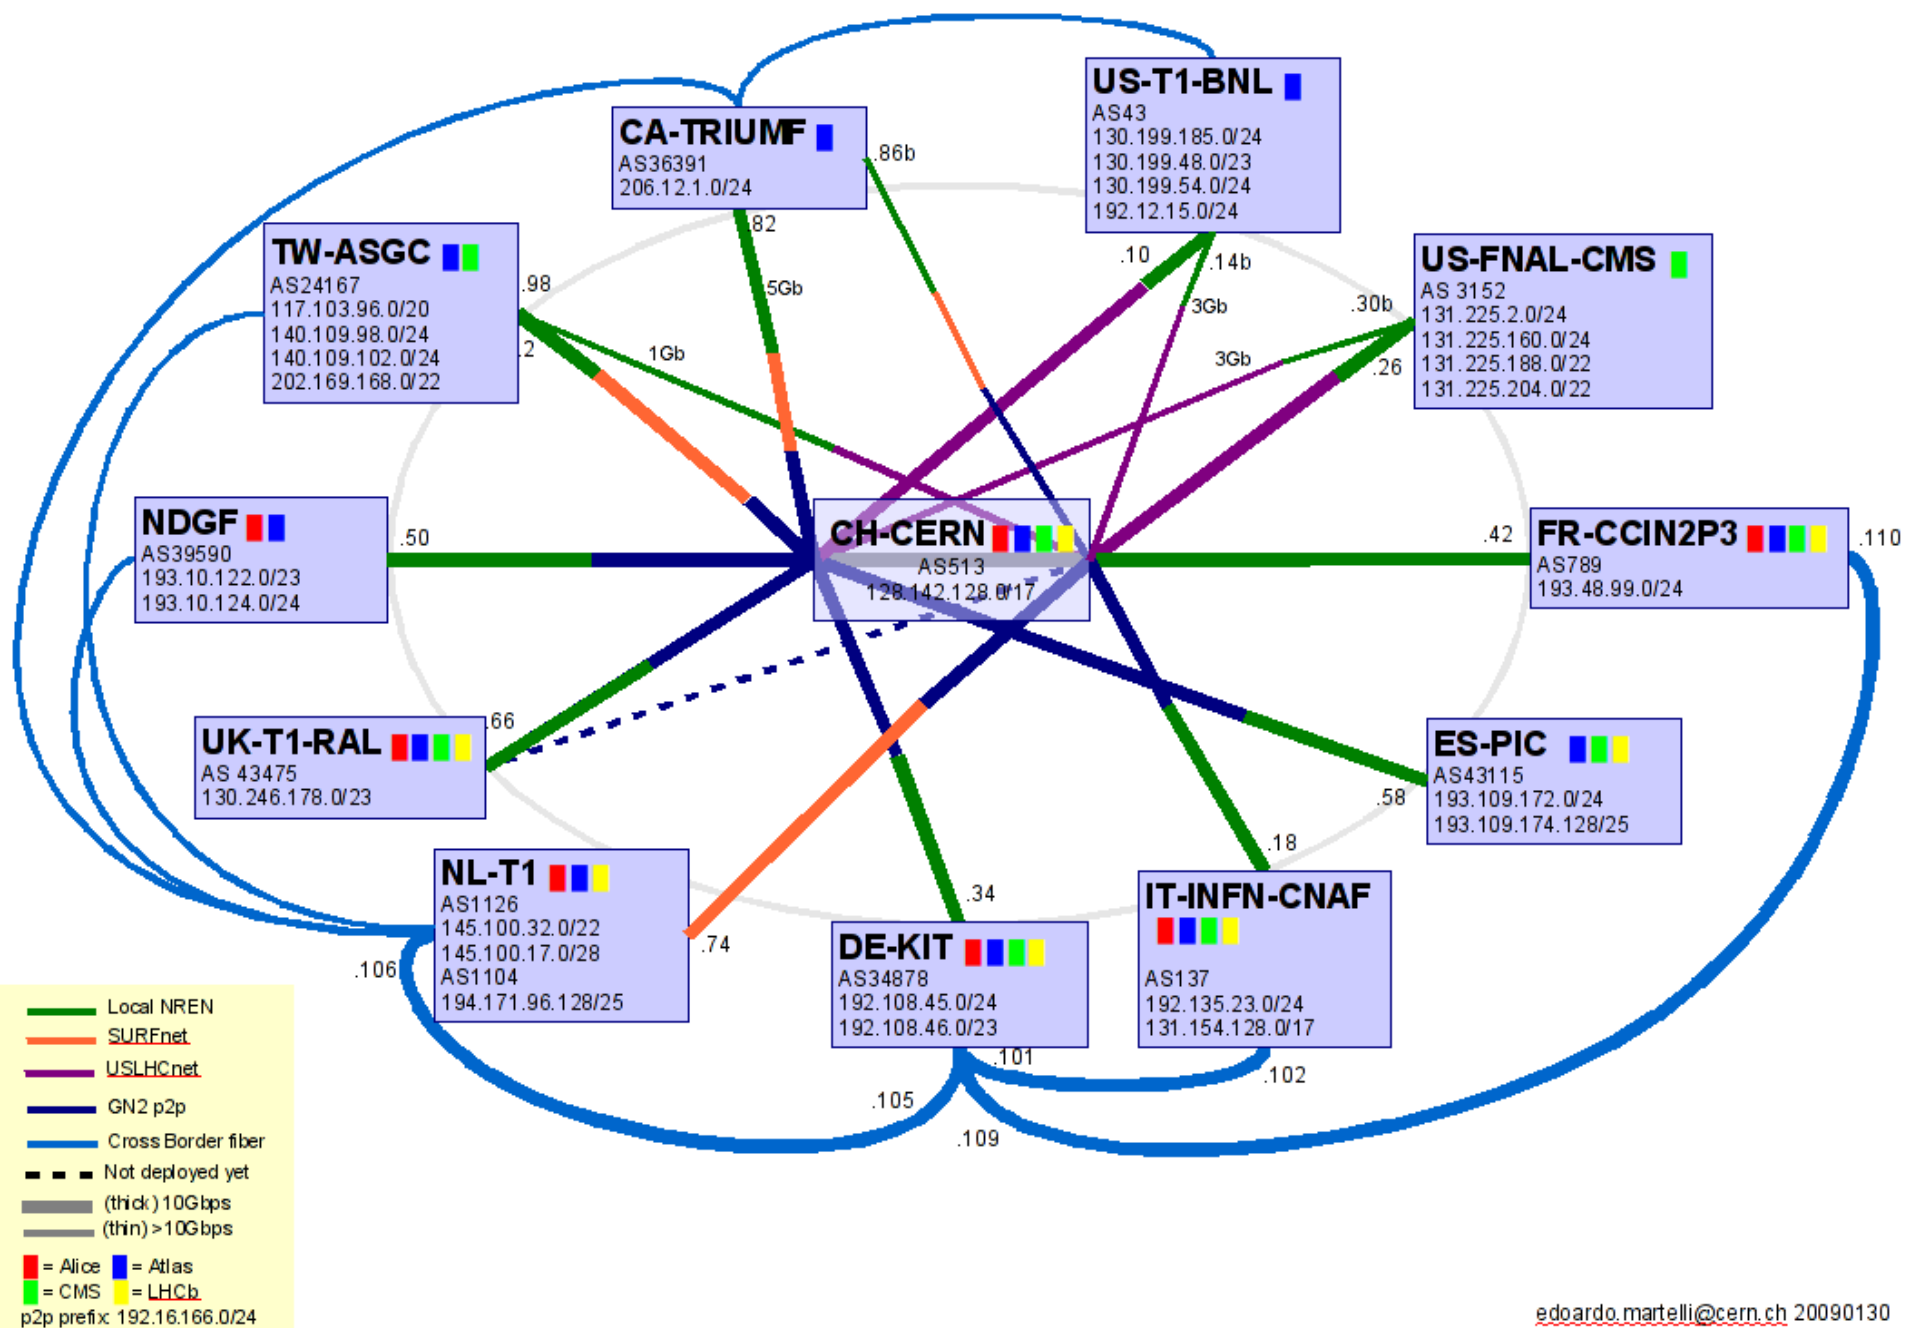 US-T1-BNL
AS43
130.199.185.0/24
130.199.48.0/23
130.199.54.0/24
192.12.15.0/24
CA-TRIUMF
AS36391
206.12.1.0/24
.86b
.82
5Gb
TW-ASGC
AS24167
117.103.96.0/20
140.109.98.0/24
140.109.102.0/24
202.169.168.0/22
.98
.2
1Gb
.10
.14b
3Gb
US-FNAL-CMS
AS 3152
131.225.2.0/24
131.225.160.0/24
131.225.188.0/22
131.225.204.0/22
.30b
3Gb
.26
NDGF
AS39590
193.10.122.0/23
193.10.124.0/24
.50
CH-CERN
AS513
128.142.128.0/17
.42
FR-CCIN2P3
AS789
193.48.99.0/24
.110
UK-T1-RAL
AS 43475
130.246.178.0/23
.66
ES-PIC
AS43115
193.109.172.0/24
193.109.174.128/25
.58
NL-T1
AS1126
145.100.32.0/22
145.100.17.0/28
AS1104
194.171.96.128/25
.106
.74
.34
DE-KIT
AS34878
192.108.45.0/24
192.108.46.0/23
.18
IT-INFN-CNAF
AS137
192.135.23.0/24
131.154.128.0/17
.101
.102
.105
.109
Local NREN
SURFnet
USLHCnet
GN2 p2p
Cross Border fiber
Not deployed yet
(thick) 10Gbps
(thin) >10Gbps
= Alice = Atlas
= CMS = LHCb
p2p prefix: 192.16.166.0/24
edoardo.martelli@cern.ch 20090130